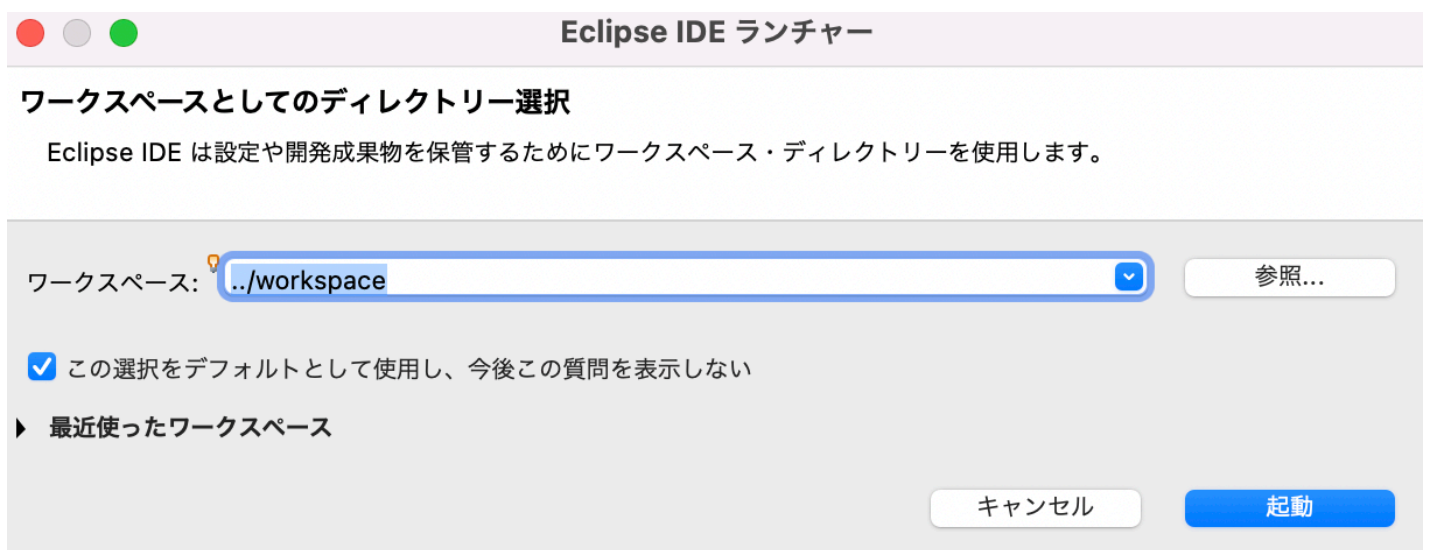 Eclipse IDE ランチャー
ワークスペースとしてのディレクトリー選択
Eclipse IDE は設定や開発成果物を保管するためにワークスペース・ディレクトリーを使用します。
ワークスペース: ../workspace 参照...
この選択をデフォルトとして使用し、今後この質問を表示しない
最近使ったワークスペース
キャンセル 起動